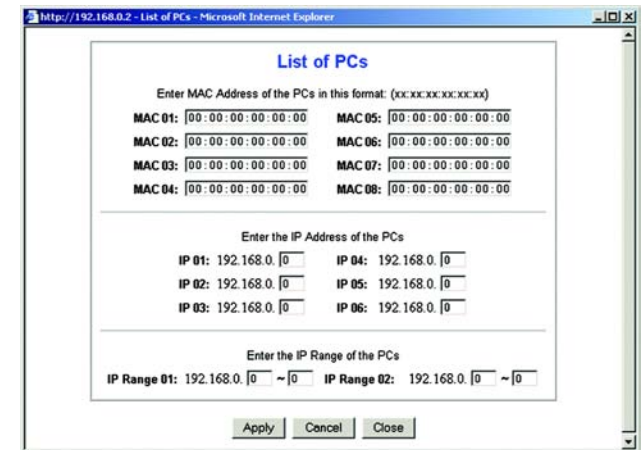 http://192.168.0.2 - List of PCs - Microsoft Internet Explorer
List of PCs
Enter MAC Address of the PCs in this format: (xx:xx:xx:xx:xx:xx)
MAC 01: 00:00:00:00:00:00 MAC 05: 00:00:00:00:00:00
MAC 02: 00:00:00:00:00:00 MAC 06: 00:00:00:00:00:00
MAC 03: 00:00:00:00:00:00 MAC 07: 00:00:00:00:00:00
MAC 04: 00:00:00:00:00:00 MAC 08: 00:00:00:00:00:00
Enter the IP Address of the PCs
IP 01: 192.168.0. 0 IP 04: 192.168.0. 0
IP 02: 192.168.0. 0 IP 05: 192.168.0. 0
IP 03: 192.168.0. 0 IP 06: 192.168.0. 0
Enter the IP Range of the PCs
IP Range 01: 192.168.0. 0 ~ 0 IP Range 02: 192.168.0. 0 ~ 0
Apply Cancel Close